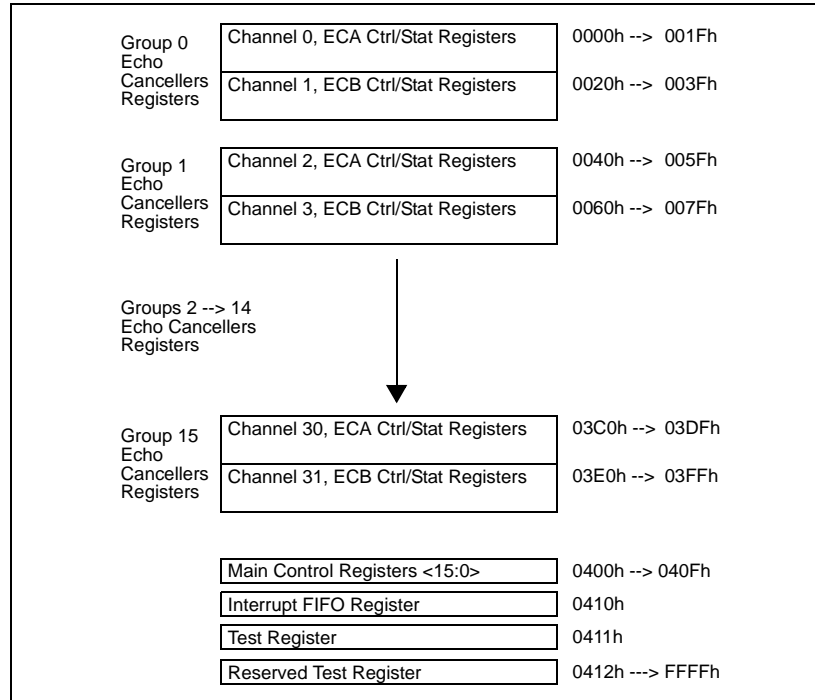 Group 0
Echo
Cancellers
Registers
Channel 0, ECA Ctrl/Stat Registers
0000h --> 001Fh
Channel 1, ECB Ctrl/Stat Registers
0020h --> 003Fh
Group 1
Echo
Cancellers
Registers
Channel 2, ECA Ctrl/Stat Registers
0040h --> 005Fh
Channel 3, ECB Ctrl/Stat Registers
0060h --> 007Fh
Groups 2 --> 14
Echo Cancellers
Registers
Group 15
Echo
Cancellers
Registers
Channel 30, ECA Ctrl/Stat Registers
03C0h --> 03DFh
Channel 31, ECB Ctrl/Stat Registers
03E0h --> 03FFh
Main Control Registers <15:0>
0400h --> 040Fh
Interrupt FIFO Register
0410h
Test Register
0411h
Reserved Test Register
0412h ---> FFFFh